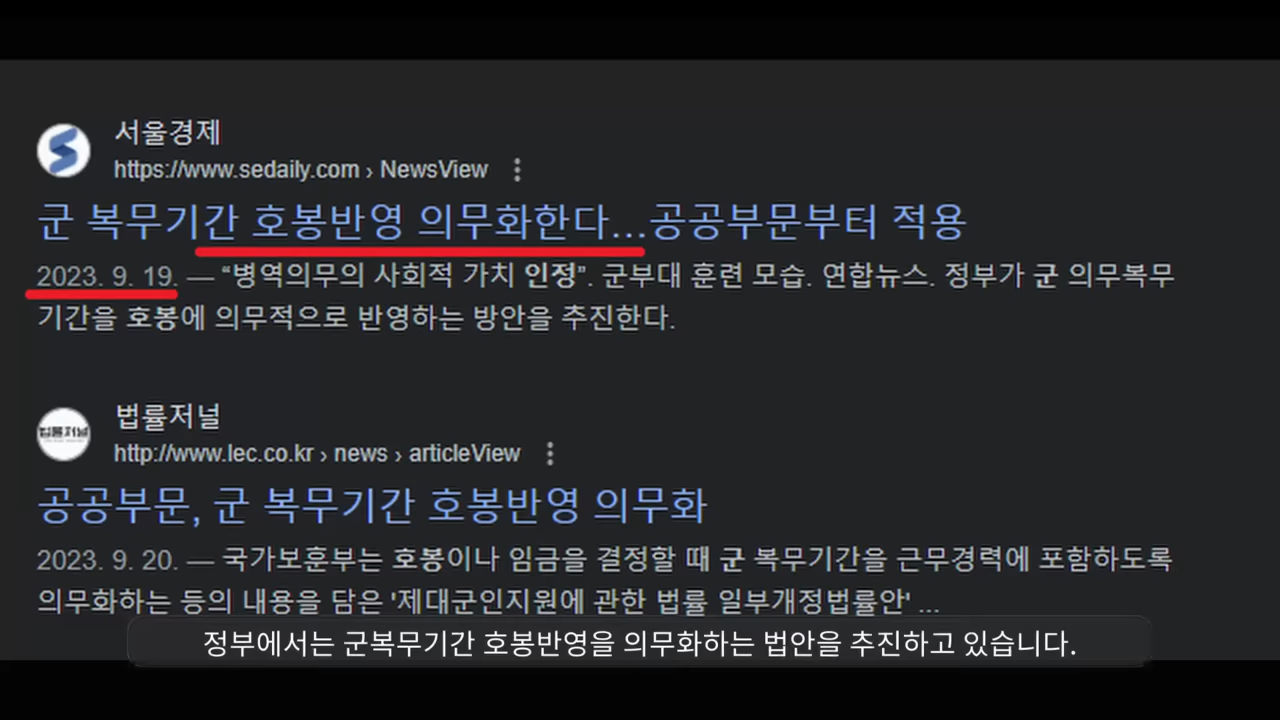 서울경제
https://www.sedaily.com › NewsView
군 복무기간 호봉반영 의무화한다...공공부문부터 적용
2023. 9. 19. — “병역의무의 사회적 가치 인정”. 군부대 훈련 모습. 연합뉴스. 정부가 군 의무복무
기간을 호봉에 의무적으로 반영하는 방안을 추진한다.
법률저널
법률저널
http://www.lec.co.kr › news › articleView
공공부문, 군 복무기간 호봉반영 의무화
2023. 9. 20. — 국가보훈부는 호봉이나 임금을 결정할 때 군 복무기간을 근무경력에 포함하도록
의무화하는 등의 내용을 담은 '제대군인지원에 관한 법률 일부개정법률안' ...
정부에서는 군복무기간 호봉반영을 의무화하는 법안을 추진하고 있습니다.